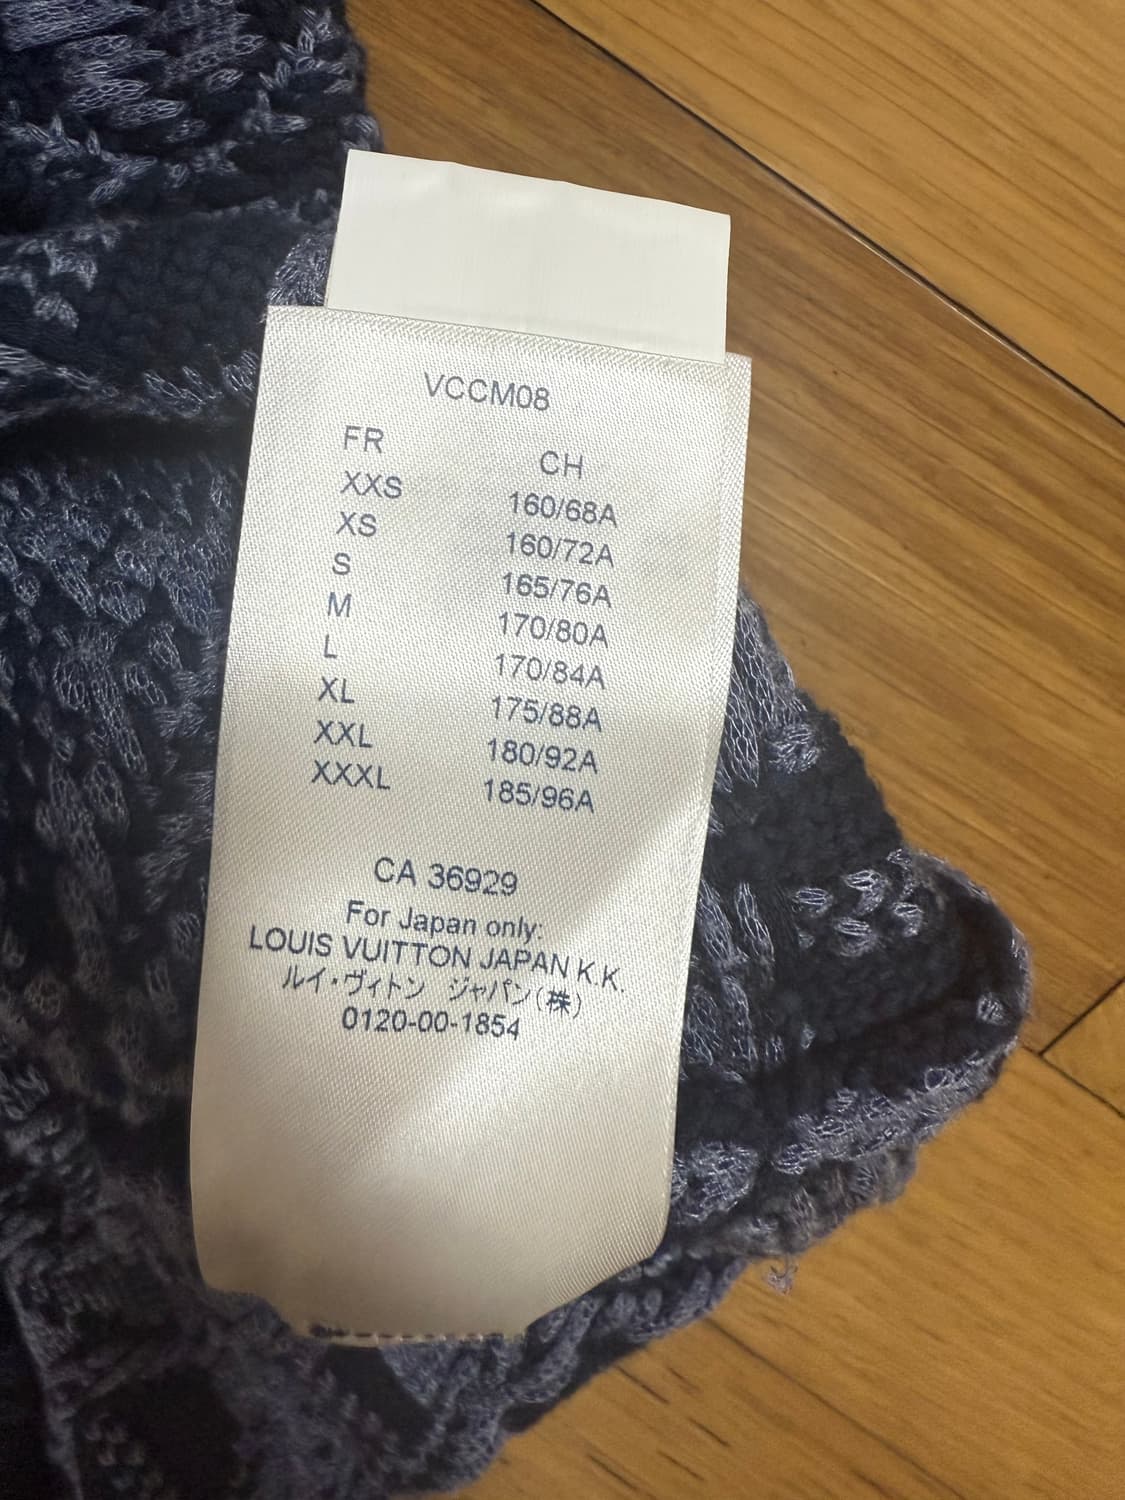 VCCM08
FR CH
XXS 160/68A
XS 160/72A
S 165/76A
M 170/80A
L 170/84A
XL 175/88A
XXL 180/92A
XXXL 185/96A
CA 36929
For Japan only:
LOUIS VUITTON JAPAN K.K.
ルイ・ヴィトン ジャパン(株)
0120-00-1854